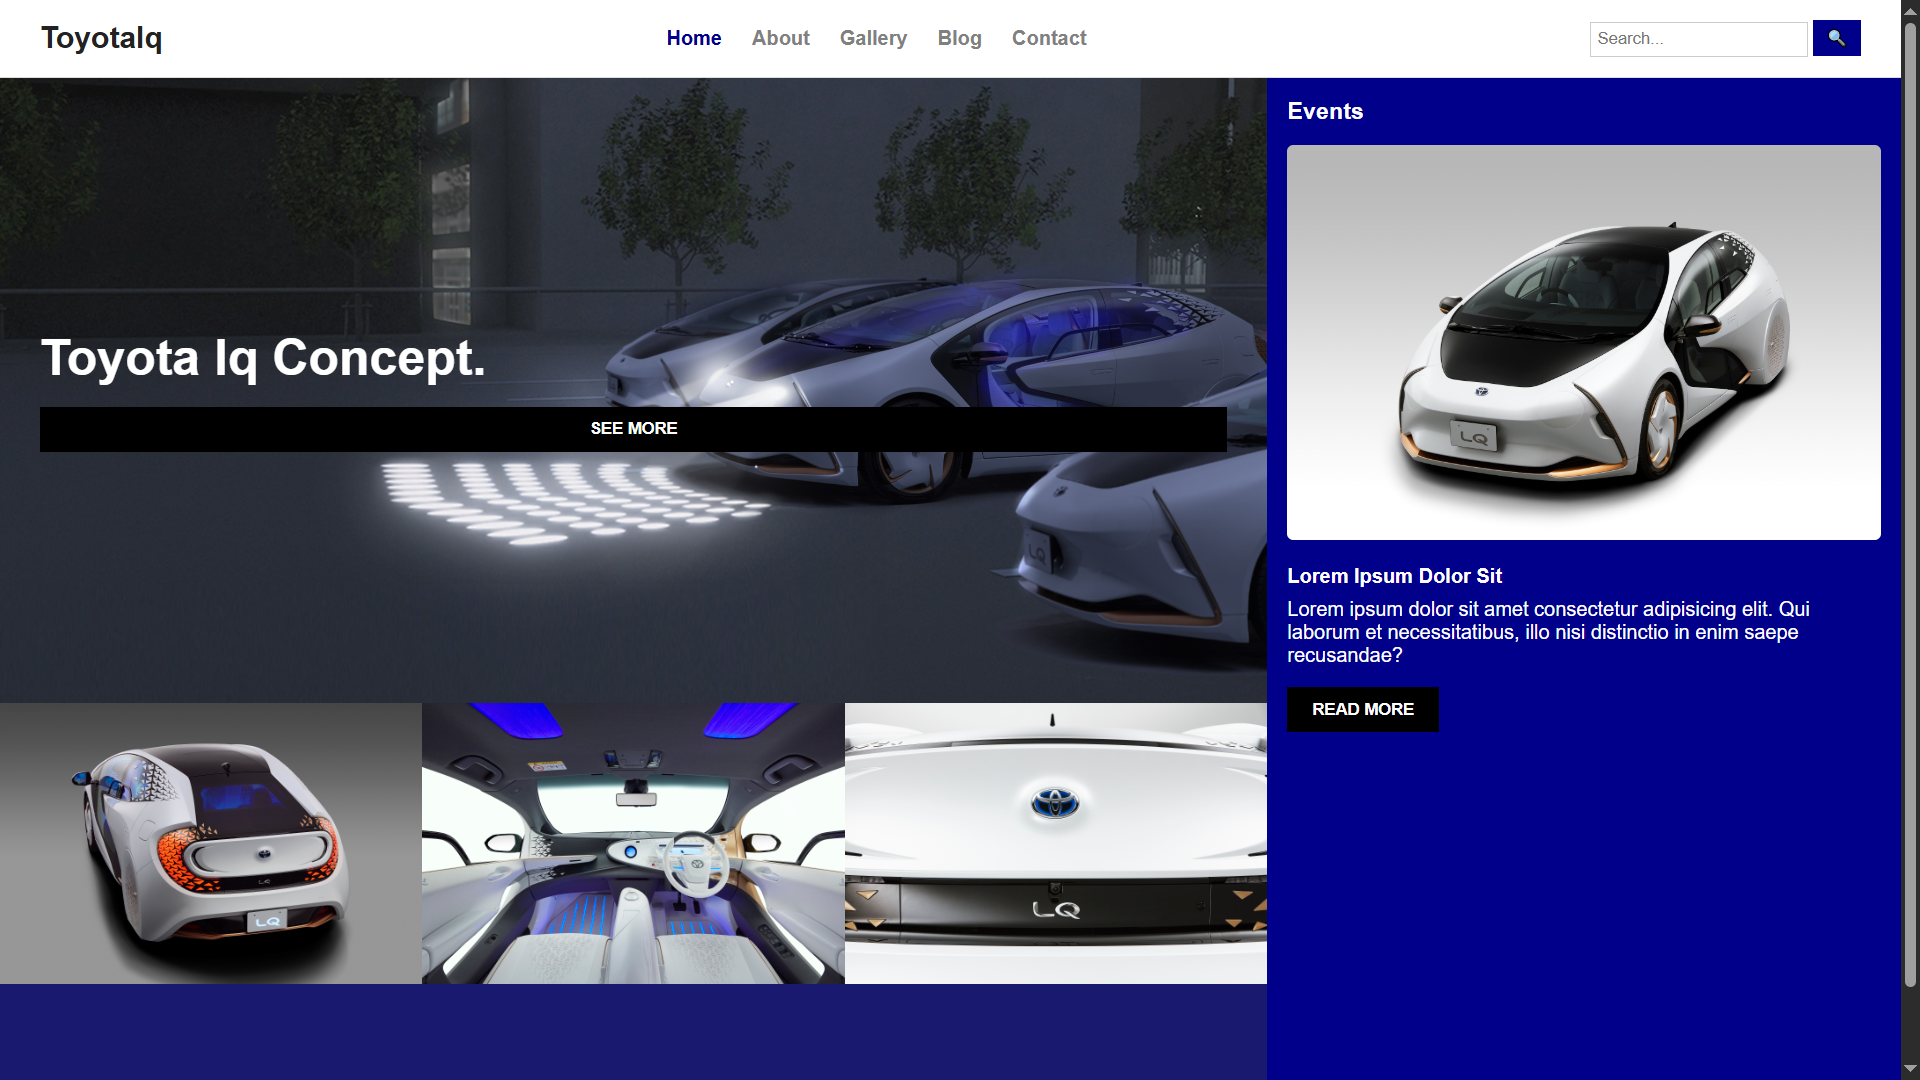 Toyotalq
Home About Gallery Blog Contact
Search...
Events
Toyota lq Concept.
SEE MORE
LQ
LQ
Lorem Ipsum Dolor Sit
Lorem ipsum dolor sit amet consectetur adipisicing elit. Qui
laborum et necessitatibus, illo nisi distinctio in enim saepe
recusandae?
READ MORE
LQ
LQ
LQ